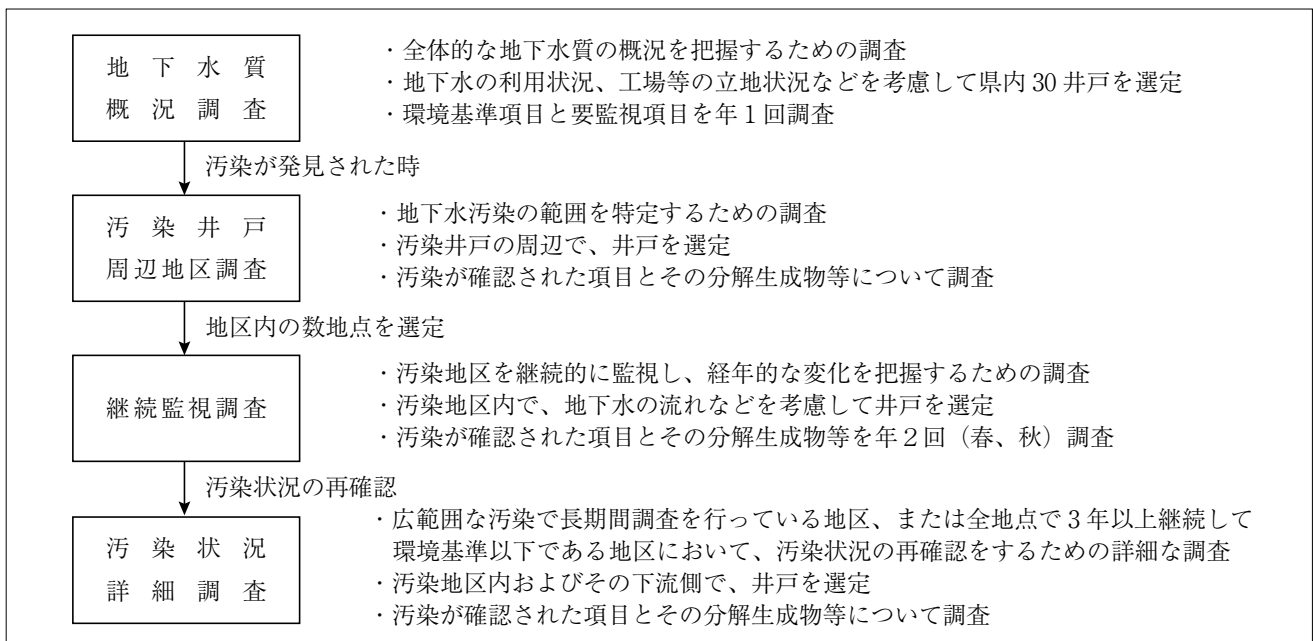 地下水質
概況調査
・全体的な地下水質の概況を把握するための調査
・地下水の利用状況、工場等の立地状況などを考慮して県内 30 井戸を選定
・環境基準項目と要監視項目を年１回調査
汚染が発見された時
汚染井戸
周辺地区調査
・地下水汚染の範囲を特定するための調査
・汚染井戸の周辺で、井戸を選定
・汚染が確認された項目とその分解生成物等について調査
地区内の数地点を選定
継続監視調査
・汚染地区を継続的に監視し、経年的な変化を把握するための調査
・汚染地区内で、地下水の流れなどを考慮して井戸を選定
・汚染が確認された項目とその分解生成物等を年２回（春、秋）調査
汚染状況の再確認
汚染状況
詳細調査
・広範囲な汚染で長期間調査を行っている地区、または全地点で３年以上継続して
環境基準以下である地区において、汚染状況の再確認をするための詳細な調査
・汚染地区内およびその下流側で、井戸を選定
・汚染が確認された項目とその分解生成物等について調査